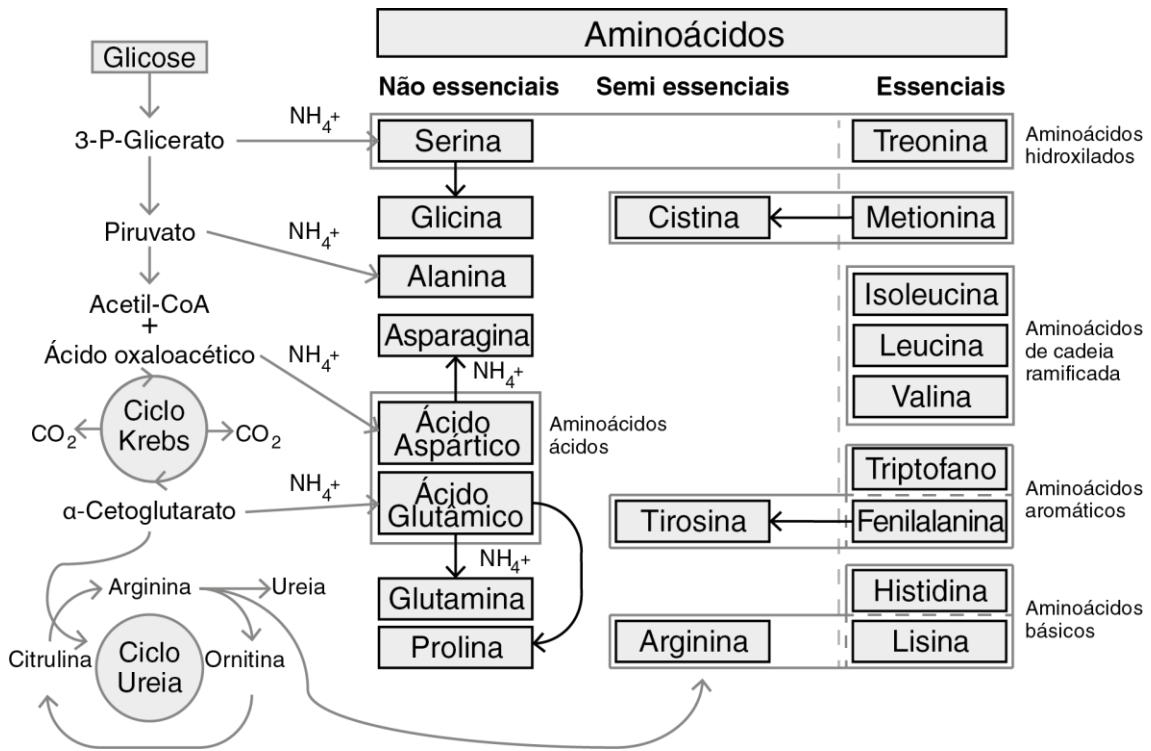 Aminoácidos
Glicose
Não essenciais
Semi essenciais
Essenciais
NH4+
3-P-Glicerato
Serina
Treonina
Aminoácidos
hidroxilados
Glicina
Cistina
Metionina
Piruvato
NH4+
Alanina
Acetil-CoA
+
Ácido oxaloacético
NH4+
Asparagina
NH4+
Isoleucina
Leucina
Valina
Aminoácidos
de cadeia
ramificada
Ciclo
Krebs
CO2
CO2
Ácido
Aspártico
Aminoácidos
ácidos
α-Cetoglutarato
NH4+
Ácido
Glutâmico
Triptofano
Tirosina
Fenilalanina
Aminoácidos
aromáticos
NH4+
Arginina
Ureia
Glutamina
Histidina
Aminoácidos
básicos
Citrulina
Ciclo
Ureia
Ornitina
Prolina
Arginina
Lisina